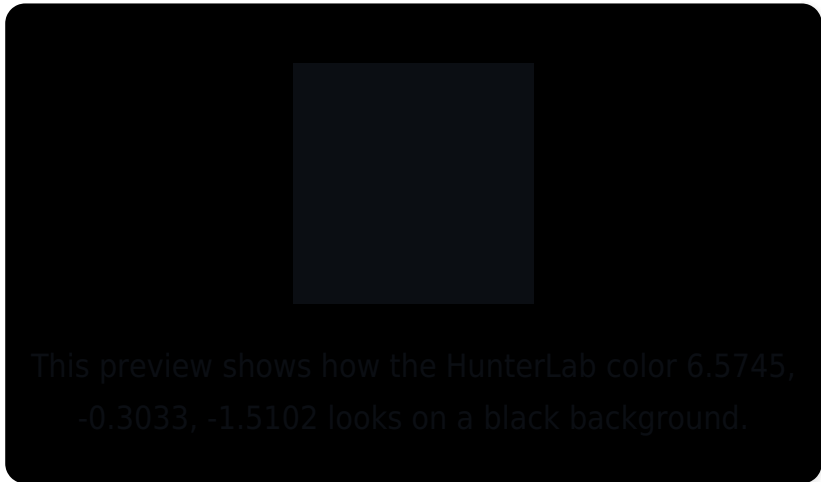 This preview shows how the HunterLab color 6.5745,
-0.3033, -1.5102 looks on a black background.